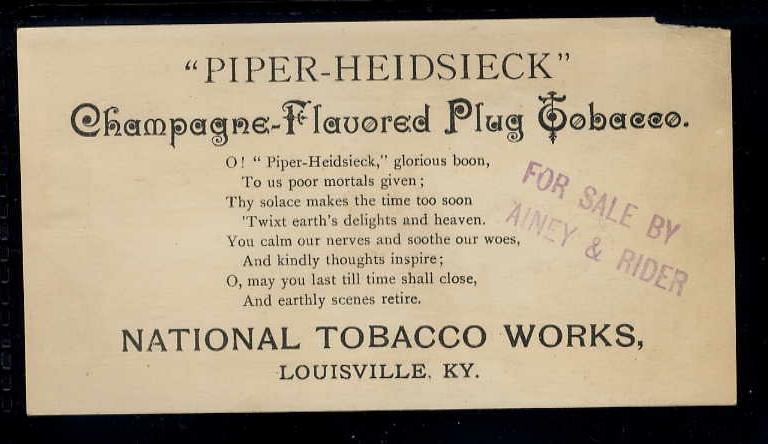 "PIPER-HEIDSIECK"
Champagne-Flavored Plug Tobacco.
O! "Piper-Heidsieck," glorious boon,
To us poor mortals given;
Thy solace makes the time too soon
'Twixt earth's delights and heaven.
You calm our nerves and soothe our woes,
And kindly thoughts inspire;
O, may you last till time shall close,
And earthly scenes retire.
FOR SALE BY
AINEY & RIDER
NATIONAL TOBACCO WORKS,
LOUISVILLE, KY.